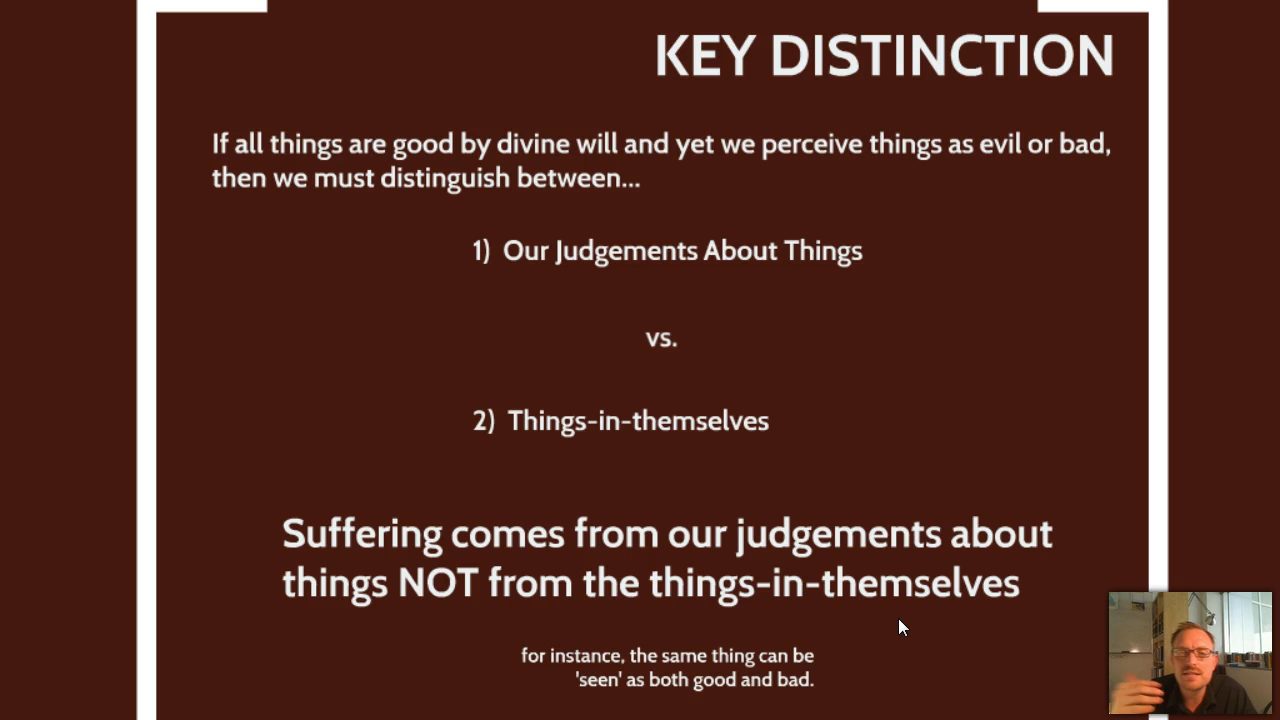 KEY DISTINCTION
If all things are good by divine will and yet we perceive things as evil or bad,
then we must distinguish between...
1) Our Judgements About Things
vs.
2) Things-in-themselves
Suffering comes from our judgements about
things NOT from the things-in-themselves
for instance, the same thing can be
'seen' as both good and bad.